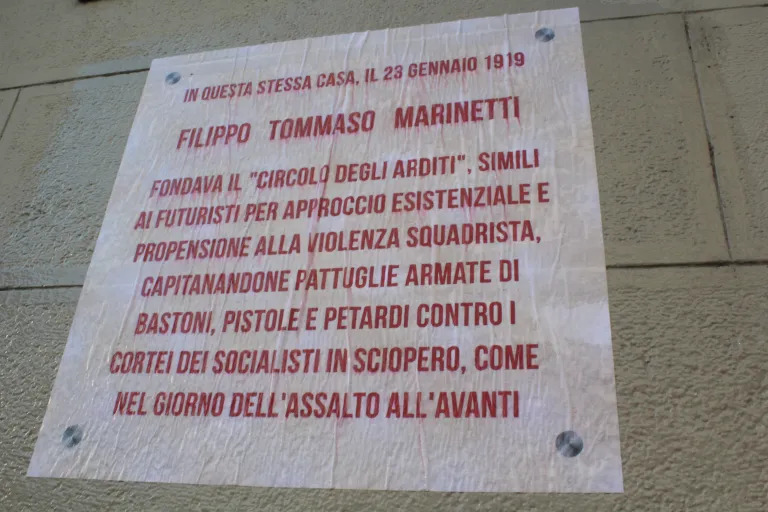 IN QUESTA STESSA CASA, IL 23 GENNAIO 1919
FILIPPO TOMMASO MARINETTI
FONDAVA IL "CIRCOLO DEGLI ARDITI", SIMILI
AI FUTURISTI PER APPROCCIO ESISTENZIALE E
PROPENSIONE ALLA VIOLENZA SQUADRISTA,
CAPITANANDONE PATTUGLIE ARMATE DI
BASTONI, PISTOLE E PETARDI CONTRO I
CORTEI DEI SOCIALISTI IN SCIOPERO, COME
NEL GIORNO DELL'ASSALTO ALL'AVANTI